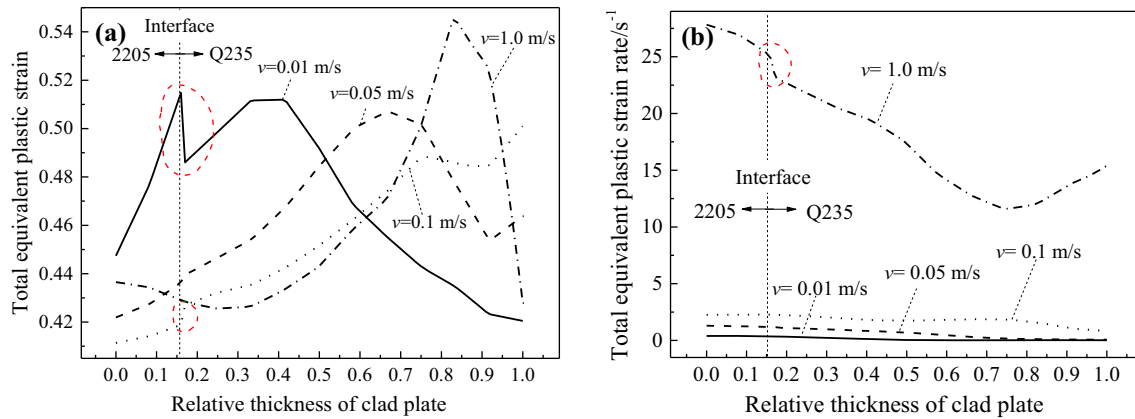 (a)
Interface
2205
Q235
v=0.01 m/s
v=0.05 m/s
v=1.0 m/s
v=0.1 m/s
Total equivalent plastic strain
0.54
0.52
0.50
0.48
0.46
0.44
0.42
0.0 0.1 0.2 0.3 0.4 0.5 0.6 0.7 0.8 0.9 1.0
Relative thickness of clad plate
(b)
v= 1.0 m/s
Interface
2205
Q235
v= 0.1 m/s
v= 0.05 m/s
v= 0.01 m/s
Total equivalent plastic strain rate/s⁻¹
25
20
15
10
5
0
0.0 0.1 0.2 0.3 0.4 0.5 0.6 0.7 0.8 0.9 1.0
Relative thickness of clad plate